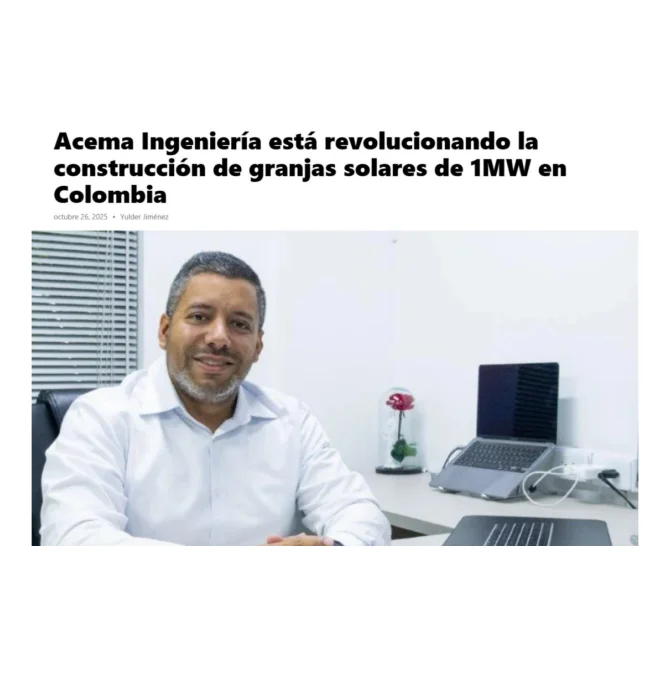 Acema Ingeniería está revolucionando la
construcción de granjas solares de 1MW en
Colombia
octubre 26, 2025 • Yulder Jiménez